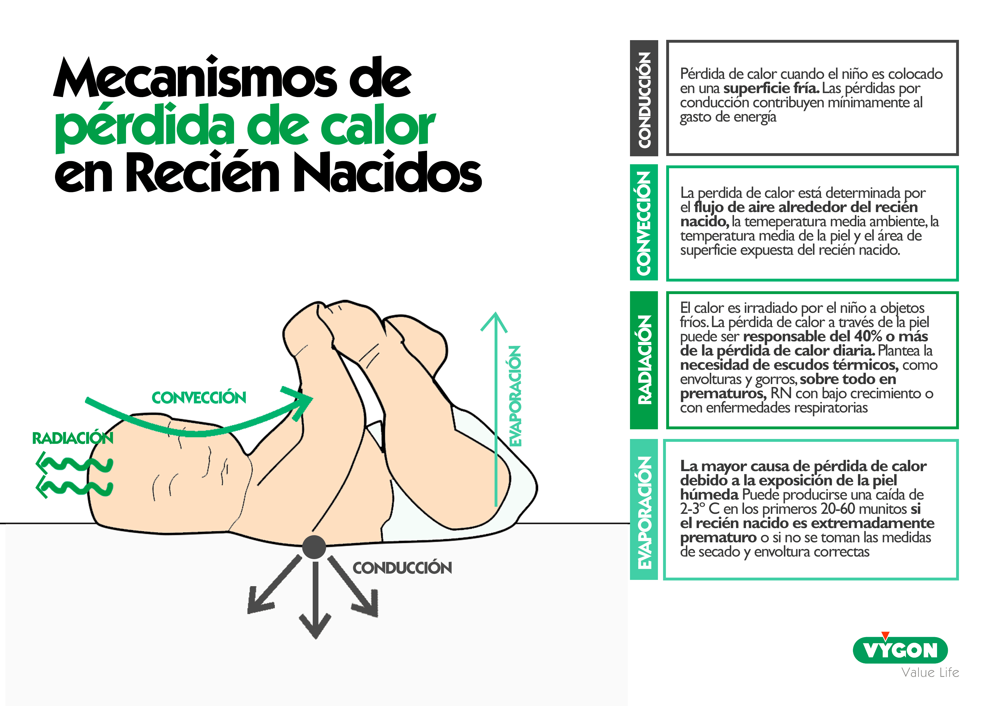 Mecanismos de
pérdida de calor
en Recién Nacidos
CONDUCCIÓN
Pérdida de calor cuando el niño es colocado
en una superficie fría. Las pérdidas por
conducción contribuyen mínimamente al
gasto de energía
CONVECCIÓN
La perdida de calor está determinada por
el flujo de aire alrededor del recién
nacido, la temeperatura media ambiente, la
temperatura media de la piel y el área de
superficie expuesta del recién nacido.
RADIACIÓN
El calor es irradiado por el niño a objetos
fríos. La pérdida de calor a través de la piel
puede ser responsable del 40% o más
de la pérdida de calor diaria. Plantea la
necesidad de escudos térmicos, como
envolturas y gorros, sobre todo en
prematuros, RN con bajo crecimiento o
con enfermedades respiratorias
EVAPORACIÓN
La mayor causa de pérdida de calor
debido a la exposición de la piel
húmeda Puede producirse una caída de
2-3º C en los primeros 20-60 munitos si
el recién nacido es extremadamente
prematuro o si no se toman las medidas
de secado y envoltura correctas
CONVECCIÓN
RADIACIÓN
EVAPORACIÓN
CONDUCCIÓN
VYGON
Value Life